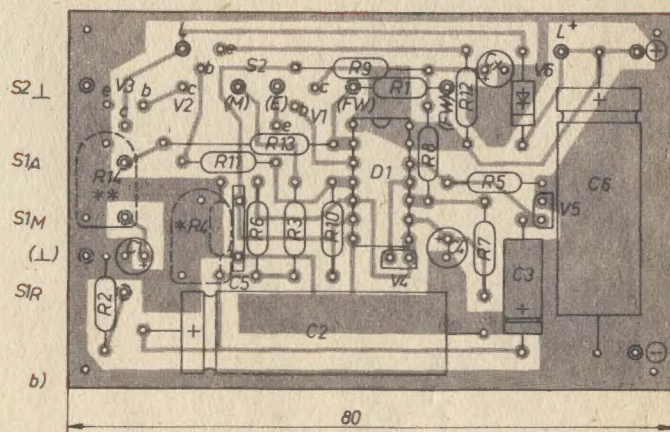 L
L+
S2⊥
e
V3
c
b
c
V2
e
b
S2
(M)
(E)
b
V1
e
c
R9
(FW)
R1
(FW)
R12
V6
S1A
R14
**
R11
R13
D1
R8
R5
V5
C6
S1M
*R4
R6
R3
R10
R7
(⊥)
C5
V4
C3
S1R
R2
C2
b)
80